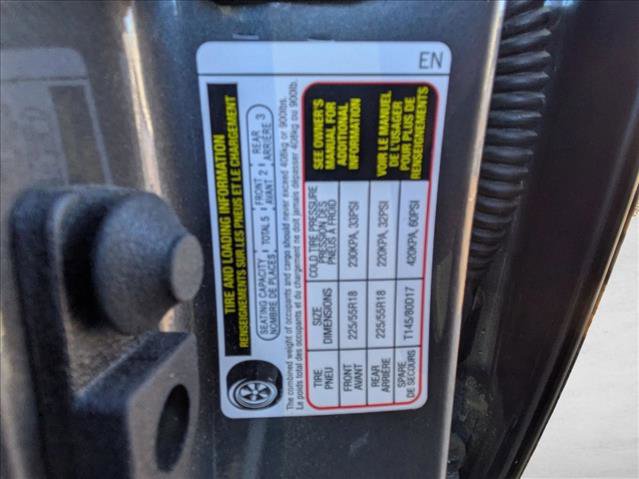 EN
TIRE AND LOADING INFORMATION
RENSEIGNEMENTS SUR LES PNEUS ET LE CHARGEMENT
SEATING CAPACITY
NOMBRE DE PLACES
TOTAL 5
FRONT
AVANT 2
REAR
ARRIÈRE 3
The combined weight of occupants and cargo should never exceed 408kg or 900lbs.
Le poids total des occupants et du chargement ne doit jamais dépasser 408kg ou 900lb.
TIRE
PNEU
SIZE
DIMENSIONS
COLD TIRE PRESSURE
PRESSION DES
PNEUS À FROID
SEE OWNER'S
MANUAL FOR
ADDITIONAL
INFORMATION
FRONT
AVANT
225/55R18
230KPA, 33PSI
REAR
ARRIÈRE
225/55R18
220KPA, 32PSI
VOIR LE MANUEL
DE L'USAGER
POUR PLUS DE
RENSEIGNEMENTS
SPARE
DE SECOURS
T145/80D17
420KPA, 60PSI